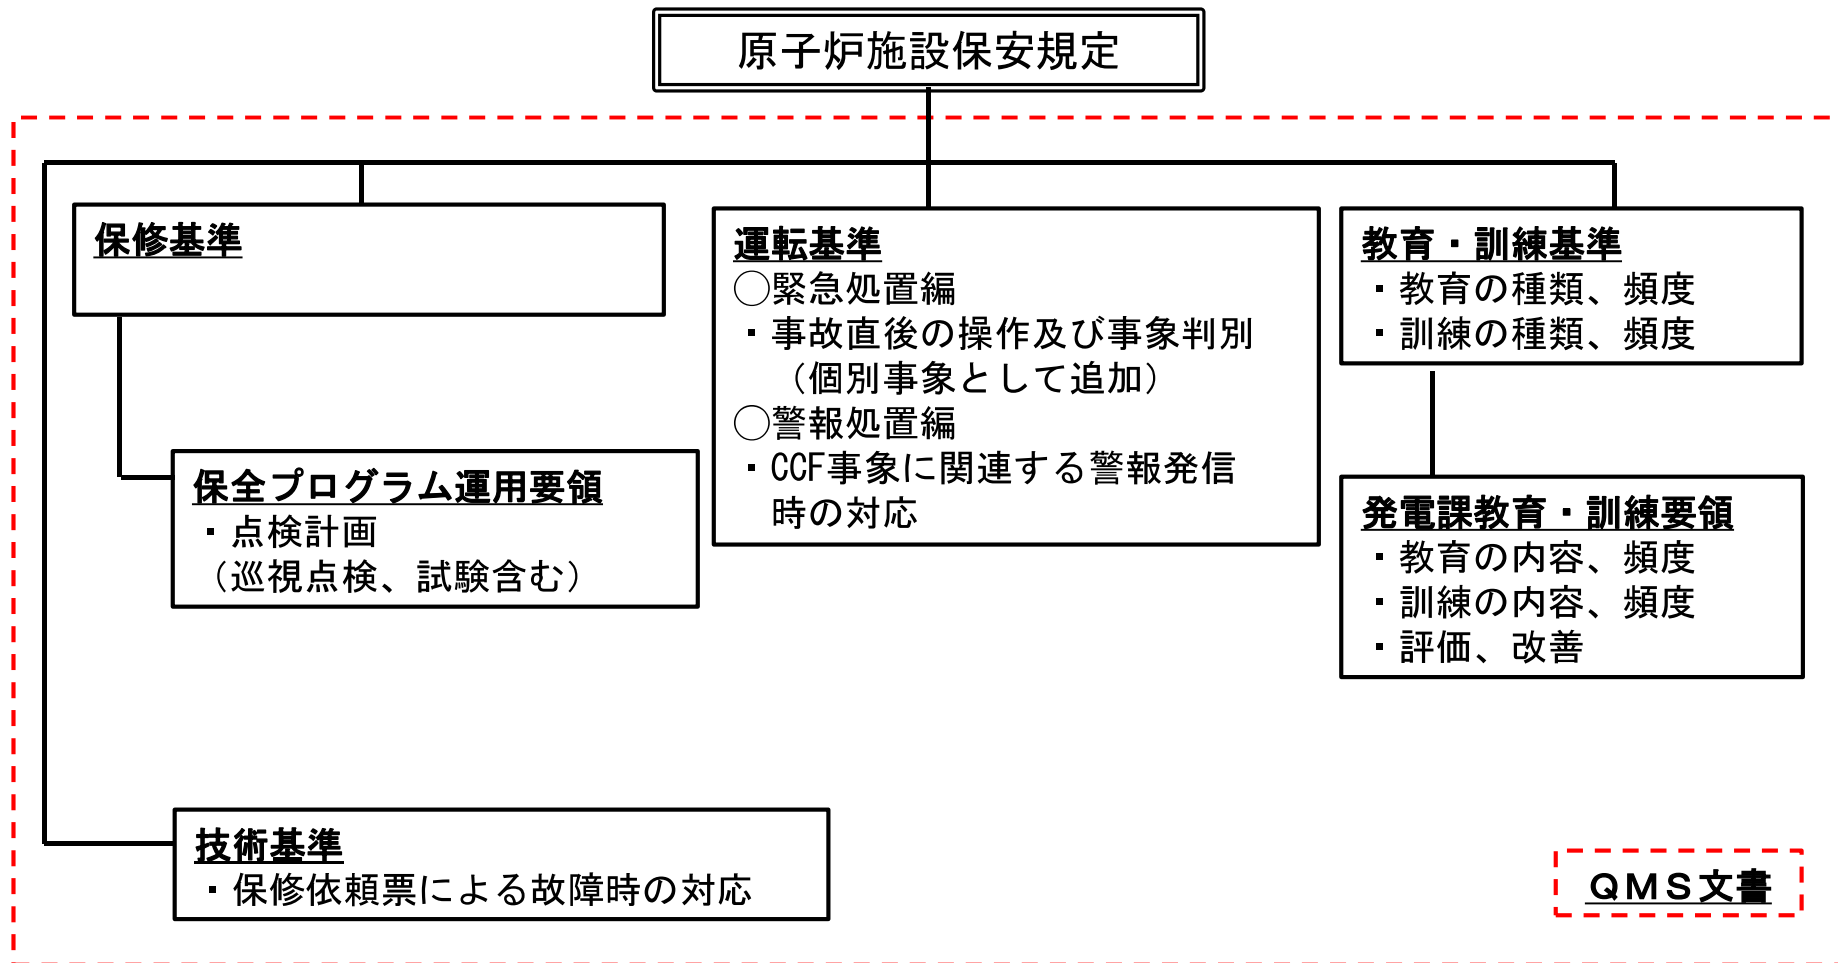 原子炉施設保安規定
保修基準
運転基準
◯緊急処置編
・事故直後の操作及び事象判別
（個別事象として追加）
◯警報処置編
・CCF事象に関連する警報発信
時の対応
教育・訓練基準
・教育の種類、頻度
・訓練の種類、頻度
保全プログラム運用要領
・点検計画
（巡視点検、試験含む）
発電課教育・訓練要領
・教育の内容、頻度
・訓練の内容、頻度
・評価、改善
技術基準
・保修依頼票による故障時の対応
ＱＭＳ文書